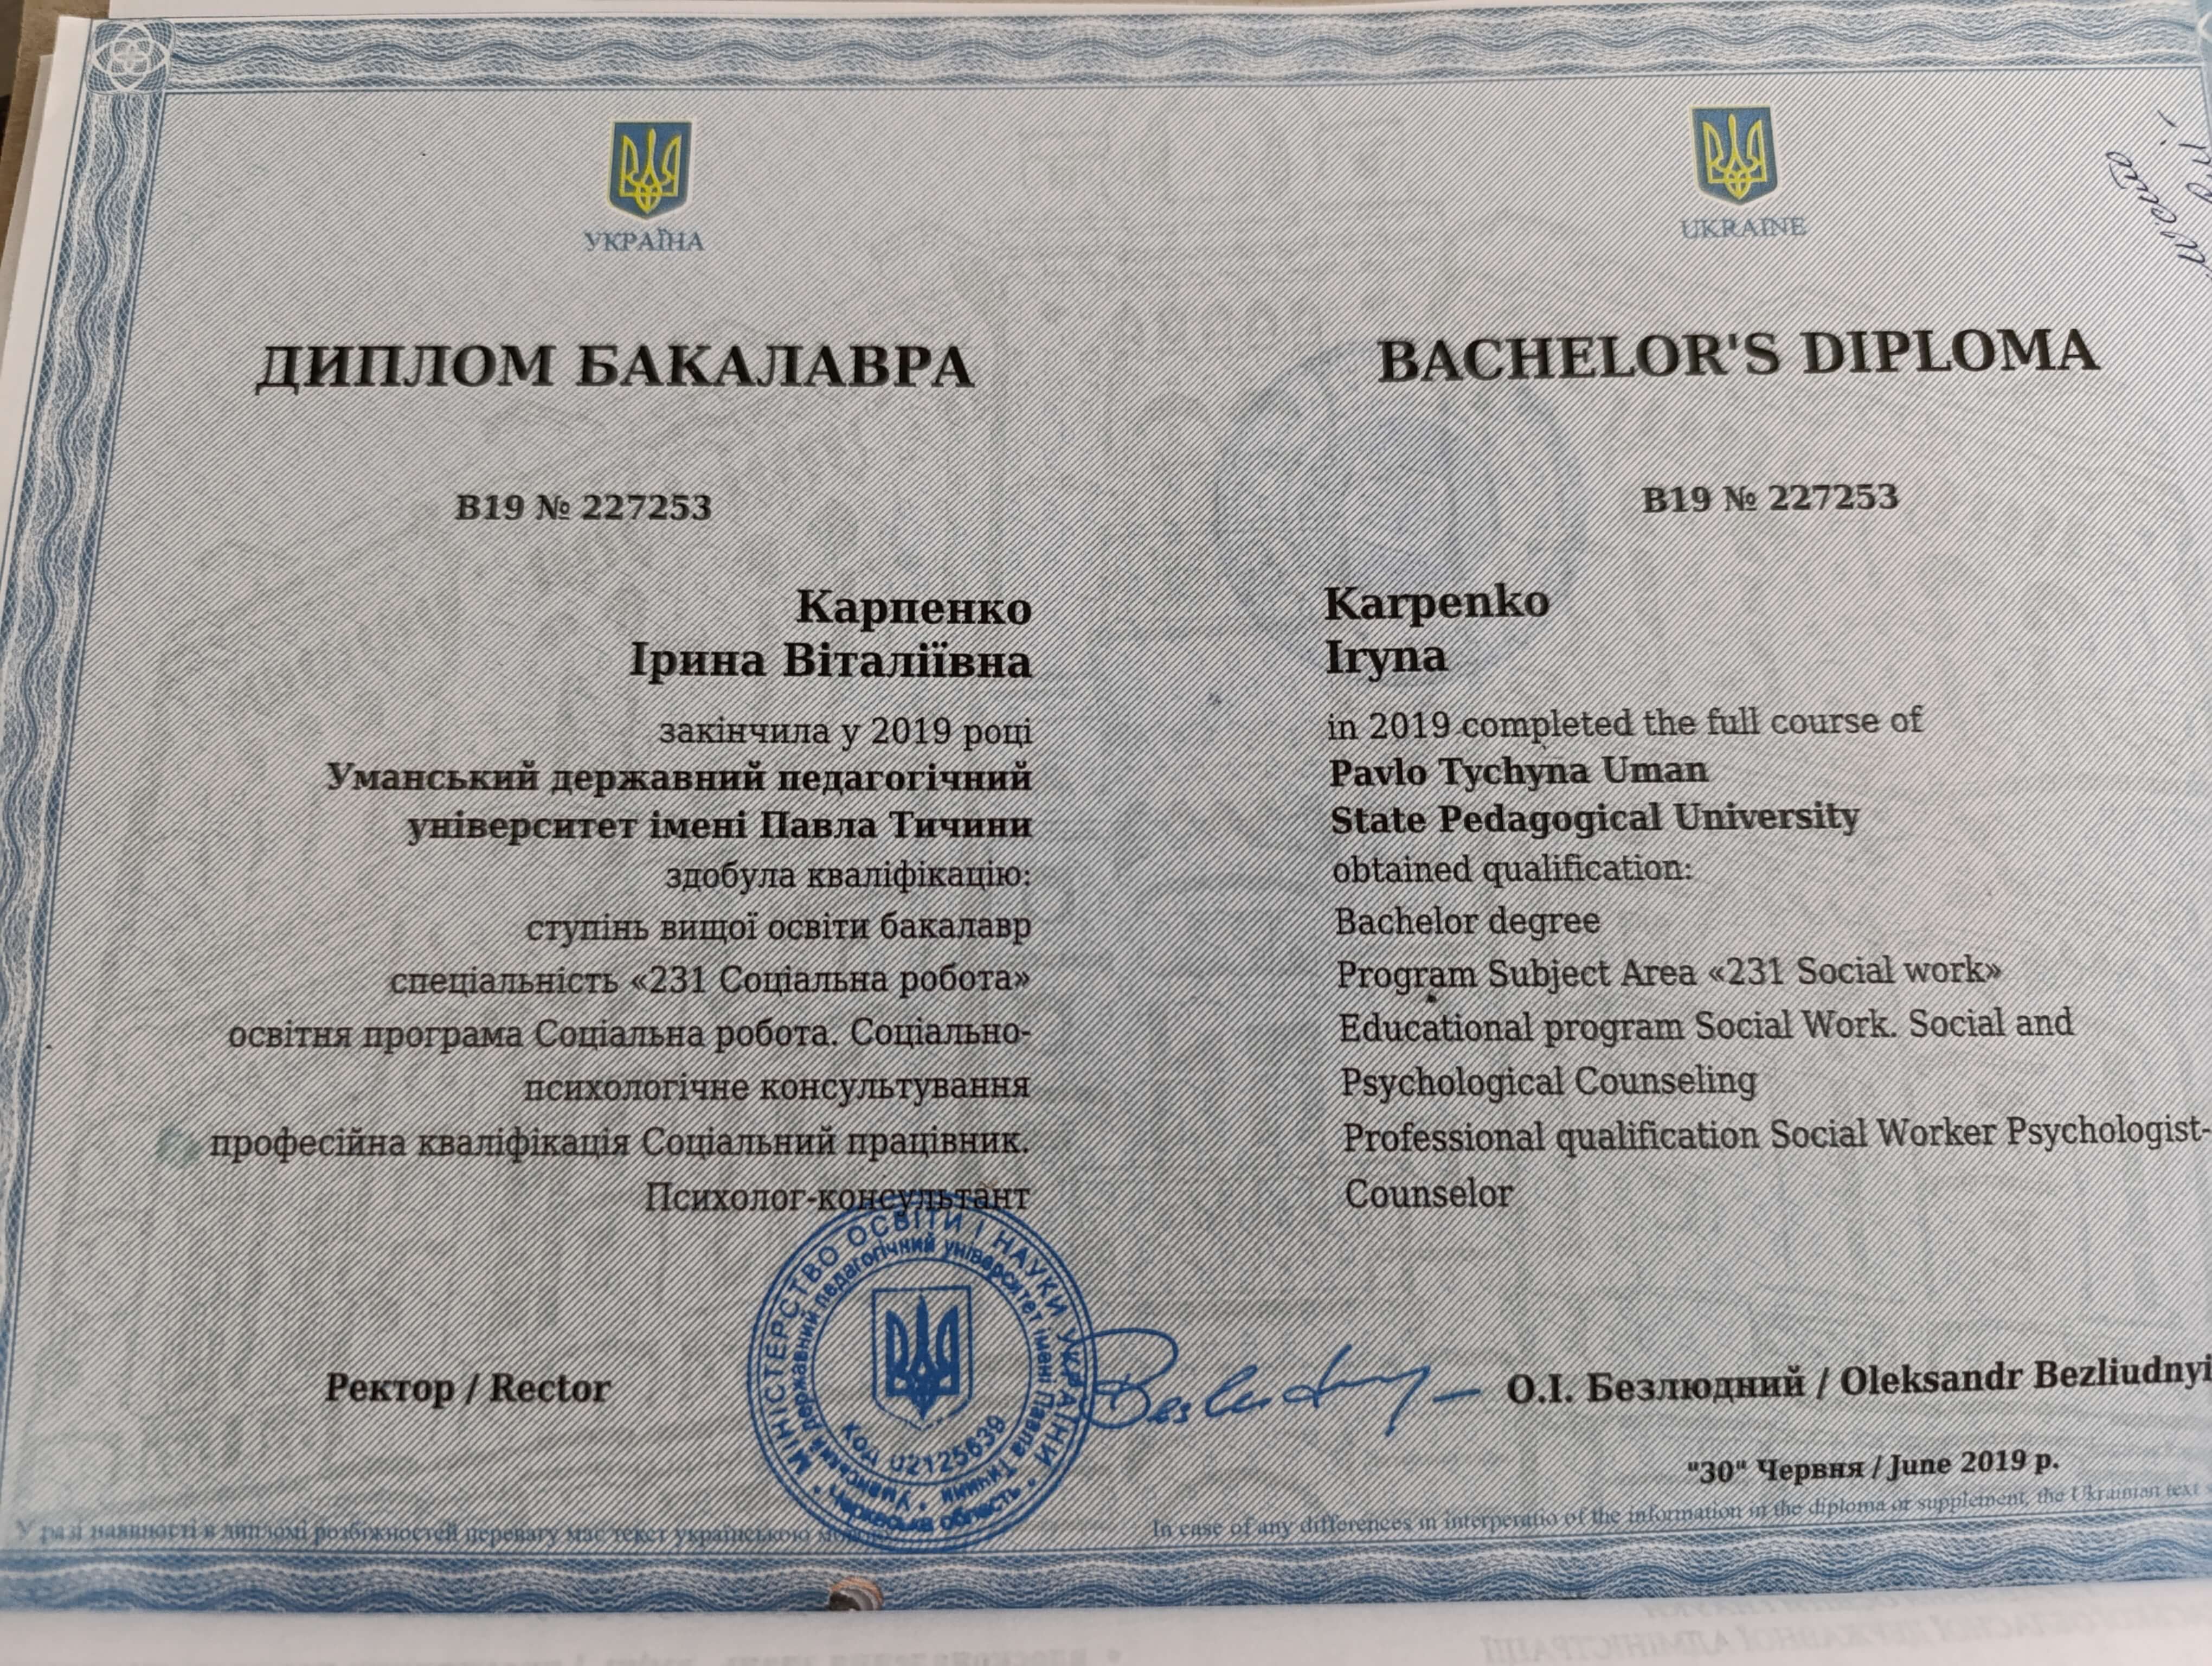 УКРАЇНА
ДИПЛОМ БАКАЛАВРА
В19 № 227253
Карпенко
Ірина Віталіївна
закінчила у 2019 році
Уманський державний педагогічний
університет імені Павла Тичини
здобула кваліфікацію:
ступінь вищої освіти бакалавр
спеціальність «231 Соціальна робота»
освітня програма Соціальна робота. Соціально-
психологічне консультування
професійна кваліфікація Соціальний працівник.
Психолог-консультант
UKRAINE
BACHELOR'S DIPLOMA
B19 № 227253
Karpenko
Iryna
in 2019 completed the full course of
Pavlo Tychyna Uman
State Pedagogical University
obtained qualification:
Bachelor degree
Program Subject Area «231 Social work»
Educational program Social Work. Social and
Psychological Counseling
Professional qualification Social Worker Psychologist-
Counselor
Ректор / Rector
МІНІСТЕРСТВО ОСВІТИ І НАУКИ УКРАЇНИ
Черкаська область
Уманський державний педагогічний університет імені Павла Тичини
КОД 02125639
О.І. Безлюдний / Oleksandr Bezliudnyi
"30" Червня / June 2019 р.
У разі наявності в дипломі розбіжностей перевагу має текст українською
In case of any differences in interperatio of the information in the diploma or supplement, the Ukrainian text